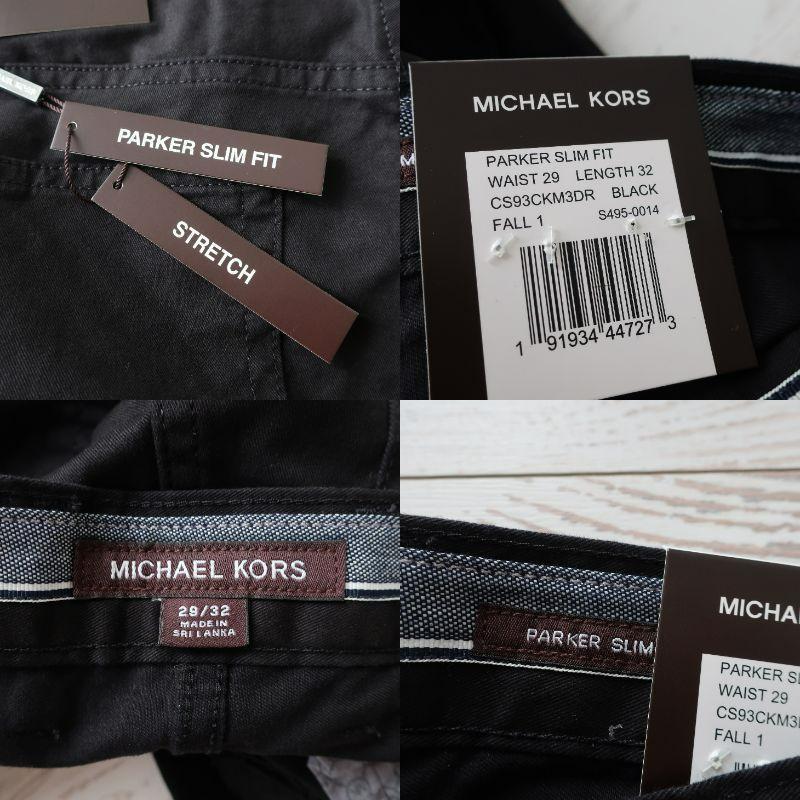 PARKER SLIM FIT
STRETCH
MICHAEL KORS
PARKER SLIM FIT
WAIST 29 LENGTH 32
CS93CKM3DR BLACK
FALL 1 S495-0014
1 91934 44727 3
MICHAEL KORS
29/32
MADE IN
SRI LANKA
PARKER SLIM
MICHA
PARKER SL
WAIST 29
CS93CKM3
FALL 1